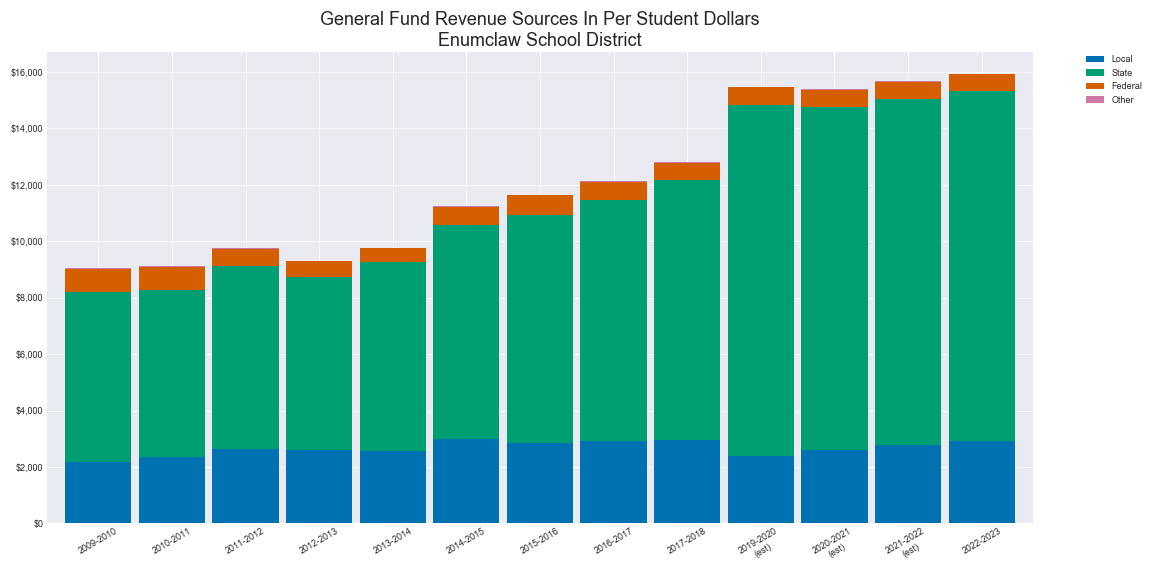 General Fund Revenue Sources In Per Student Dollars
Enumclaw School District
Local
State
Federal
Other
$16,000
$14,000
$12,000
$10,000
$8,000
$6,000
$4,000
$2,000
$0
2009-2010
2010-2011
2011-2012
2012-2013
2013-2014
2014-2015
2015-2016
2016-2017
2017-2018
2019-2020
(est)
2020-2021
(est)
2021-2022
(est)
2022-2023